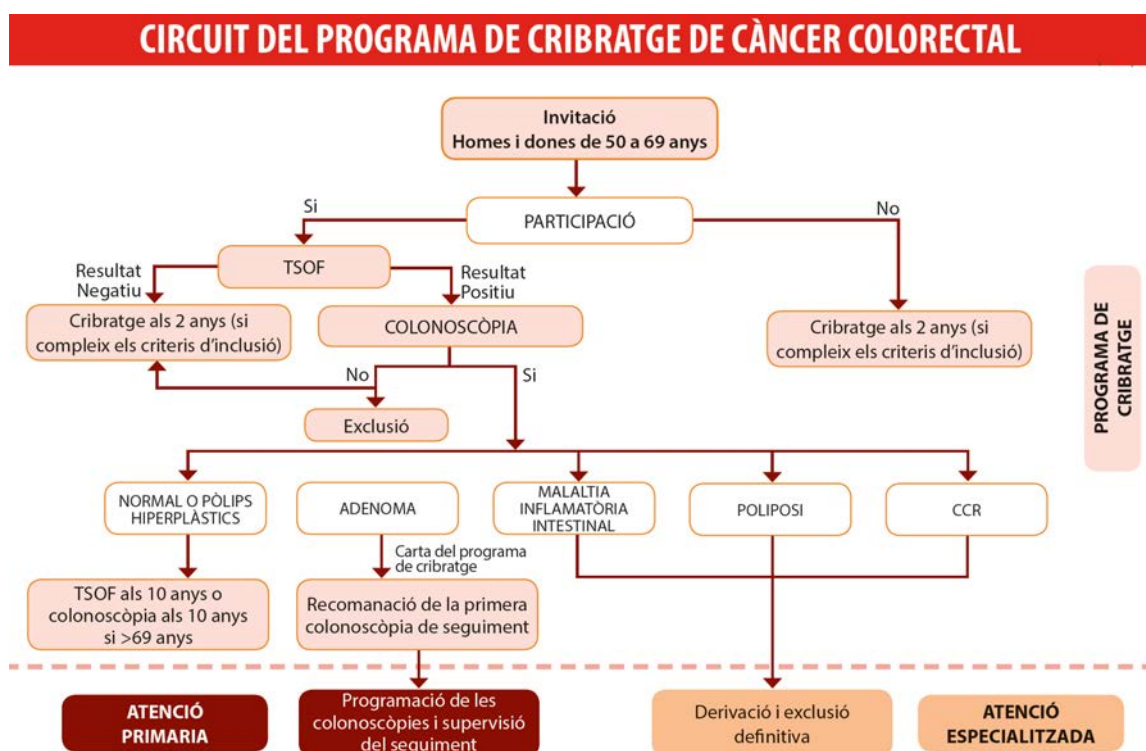 CIRCUIT DEL PROGRAMA DE CRIBRATGE DE CÀNCER COLORECTAL
Invitació
Homes i dones de 50 a 69 anys
Si
PARTICIPACIÓ
No
TSOF
Resultat
Negatiu
Resultat
Positiu
Cribratge als 2 anys (si
compleix els criteris d'inclusió)
COLONOSCÒPIA
Cribratge als 2 anys (si
compleix els criteris d'inclusió)
PROGRAMA DE
CRIBRATGE
No
Si
Exclusió
NORMAL O PÒLIPS
HIPERPLÀSTICS
ADENOMA
MALALTIA
INFLAMATÒRIA
INTESTINAL
POLIPOSI
CCR
Carta del programa
de cribratge
TSOF als 10 anys o
colonoscòpia als 10 anys
si >69 anys
Recomanació de la primera
colonoscòpia de seguiment
ATENCIÓ
PRIMARIA
Programació de les
colonoscòpies i supervisió
del seguiment
Derivació i exclusió
definitiva
ATENCIÓ
ESPECIALITZADA